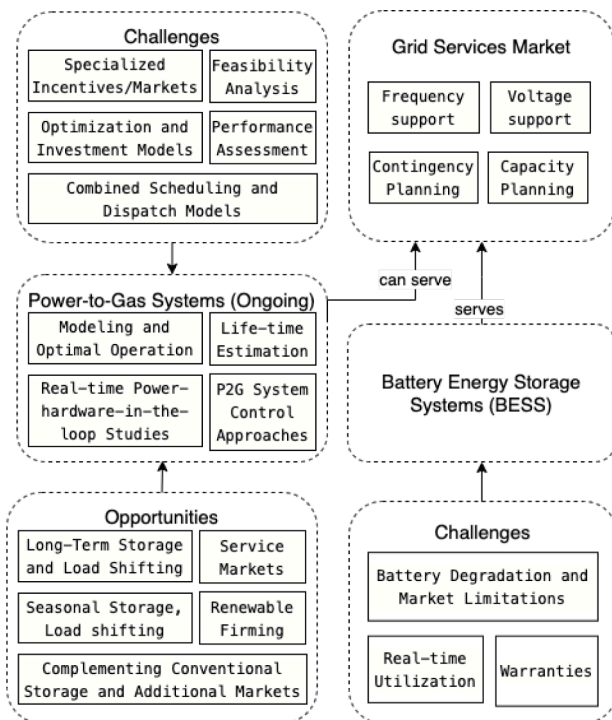 Challenges
Specialized
Incentives/Markets
Feasibility
Analysis
Optimization and
Investment Models
Performance
Assessment
Combined Scheduling and
Dispatch Models
Grid Services Market
Frequency
support
Voltage
support
Contingency
Planning
Capacity
Planning
can serve
serves
Power-to-Gas Systems (Ongoing)
Modeling and
Optimal Operation
Life-time
Estimation
Real-time Power-
hardware-in-the-
loop Studies
P2G System
Control
Approaches
Battery Energy Storage
Systems (BESS)
Opportunities
Long-Term Storage
and Load Shifting
Service
Markets
Seasonal Storage,
Load shifting
Renewable
Firming
Complementing Conventional
Storage and Additional Markets
Challenges
Battery Degradation and
Market Limitations
Real-time
Utilization
Warranties